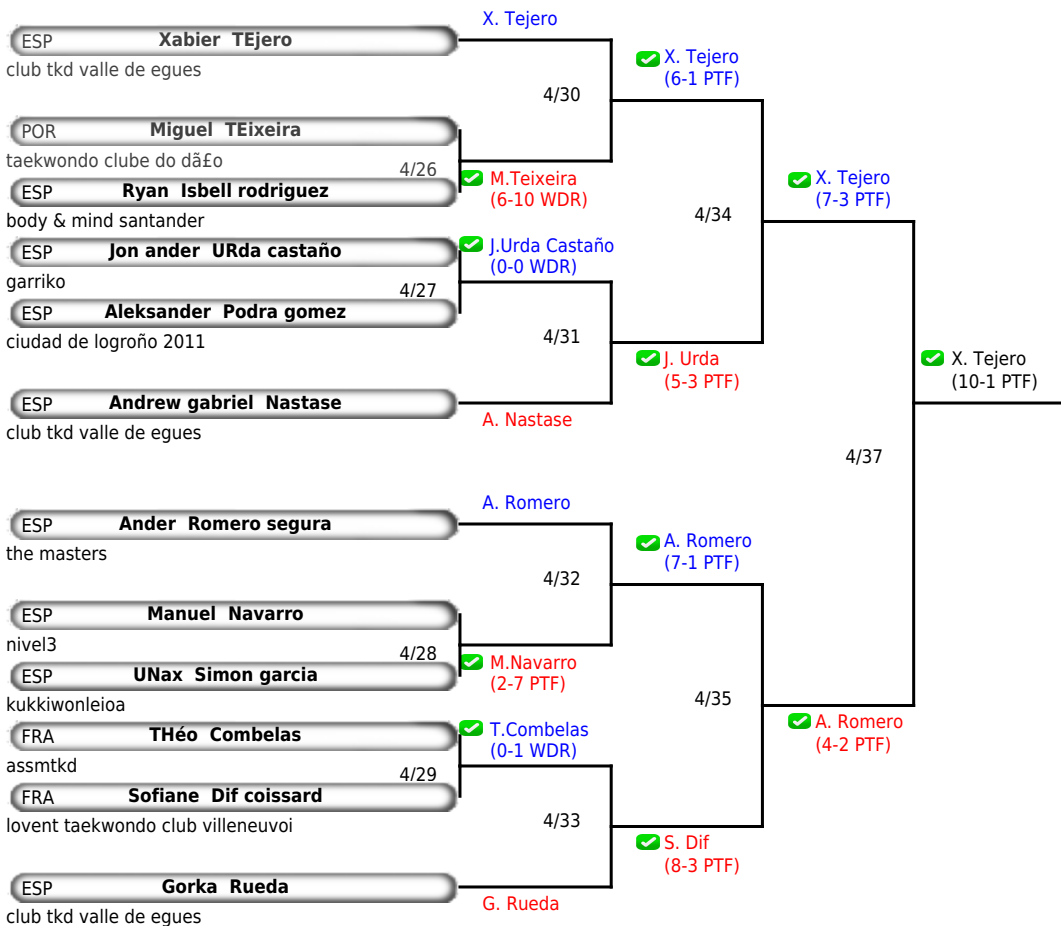 X. Tejero
ESP Xabier TEjero
club tkd valle de egues
X. Tejero
(6-1 PTF)
4/30
POR Miguel TEixeira
taekwondo clube do dã£o
4/26
ESP Ryan Isbell rodriguez
M.Teixeira
(6-10 WDR)
body & mind santander
X. Tejero
(7-3 PTF)
4/34
ESP Jon ander URda castaño
J.Urda Castaño
(0-0 WDR)
garriko
4/27
ESP Aleksander Podra gomez
ciudad de logroño 2011
4/31
J. Urda
(5-3 PTF)
X. Tejero
(10-1 PTF)
ESP Andrew gabriel Nastase
A. Nastase
club tkd valle de egues
4/37
A. Romero
ESP Ander Romero segura
the masters
A. Romero
(7-1 PTF)
4/32
ESP Manuel Navarro
nivel3
4/28
ESP UNax Simon garcia
M.Navarro
(2-7 PTF)
kukkiwonleioa
4/35
A. Romero
(4-2 PTF)
FRA THéo Combelas
T.Combelas
(0-1 WDR)
assmtkd
4/29
FRA Sofiane Dif coissard
lovent taekwondo club villeneuvoi
4/33
S. Dif
(8-3 PTF)
ESP Gorka Rueda
G. Rueda
club tkd valle de egues